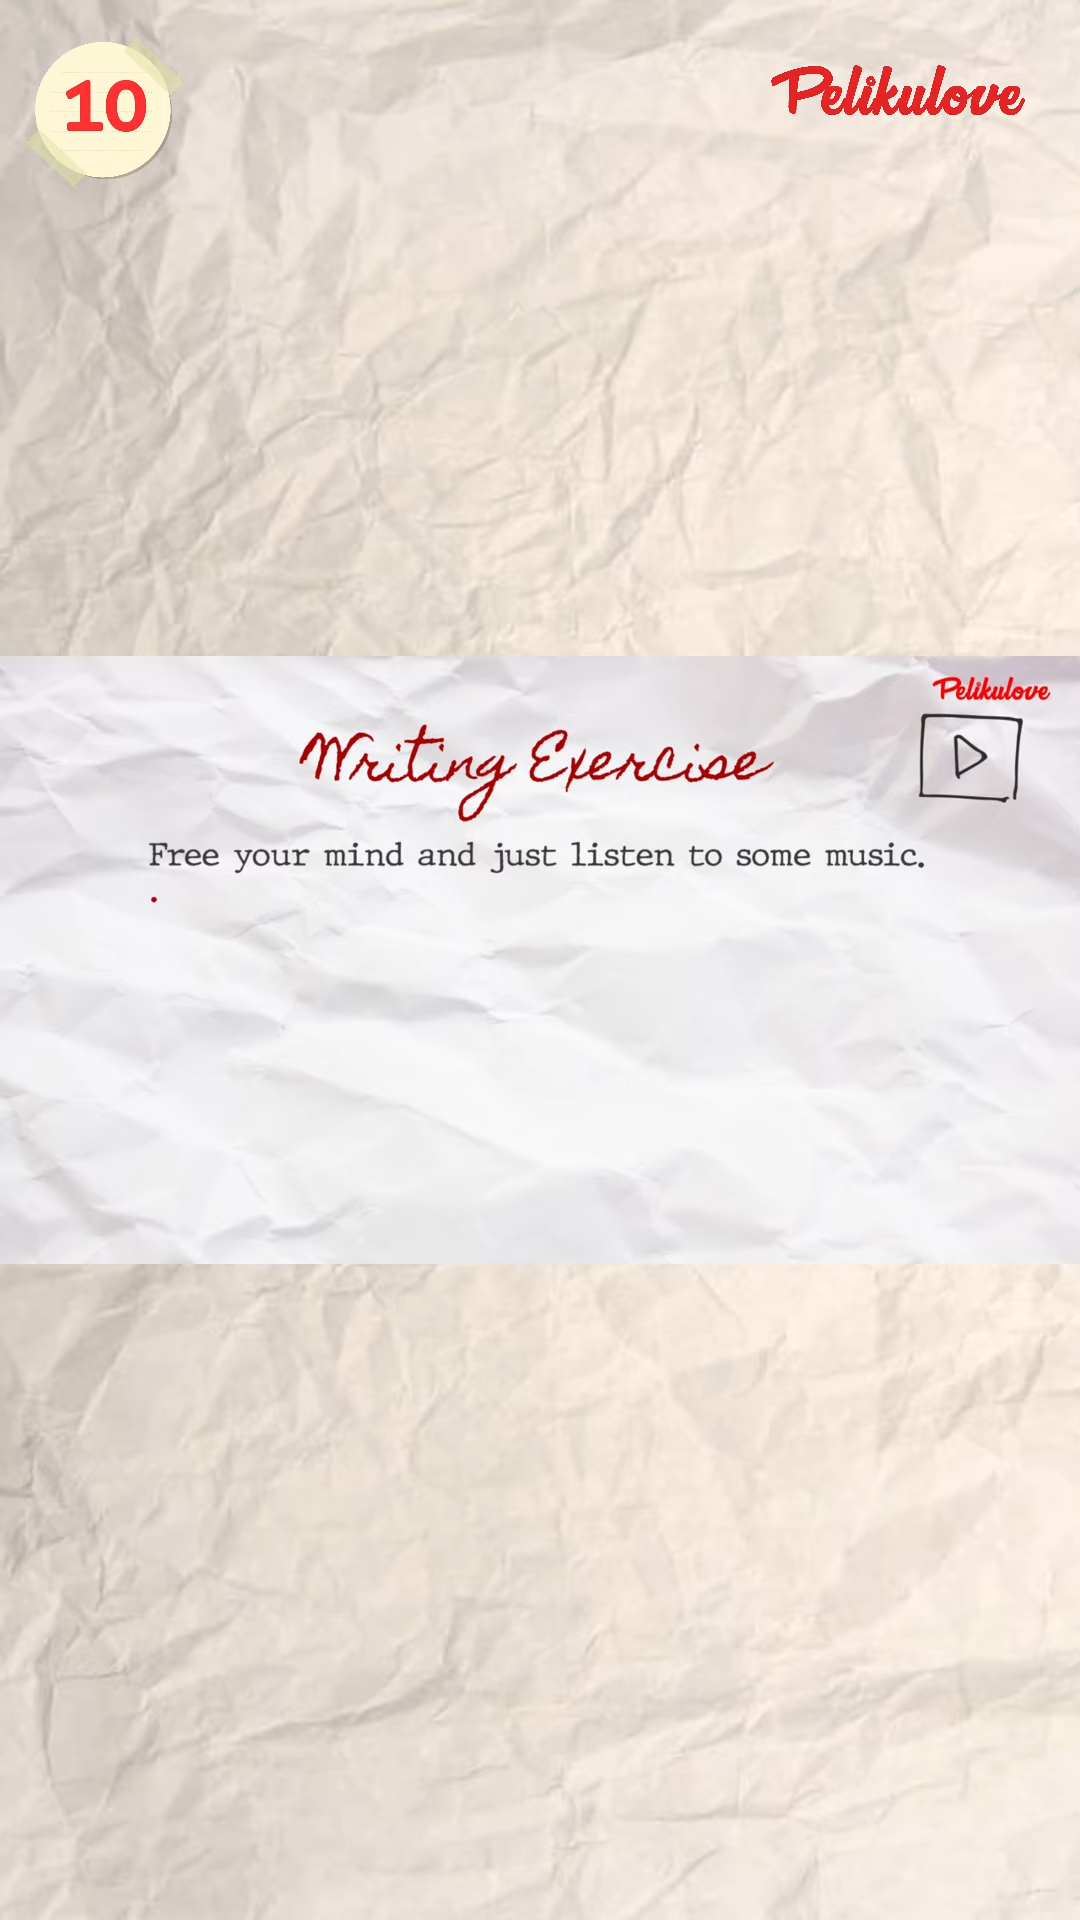 10
Pelikulove
Pelikulove
Writing Exercise
Free your mind and just listen to some music.
.